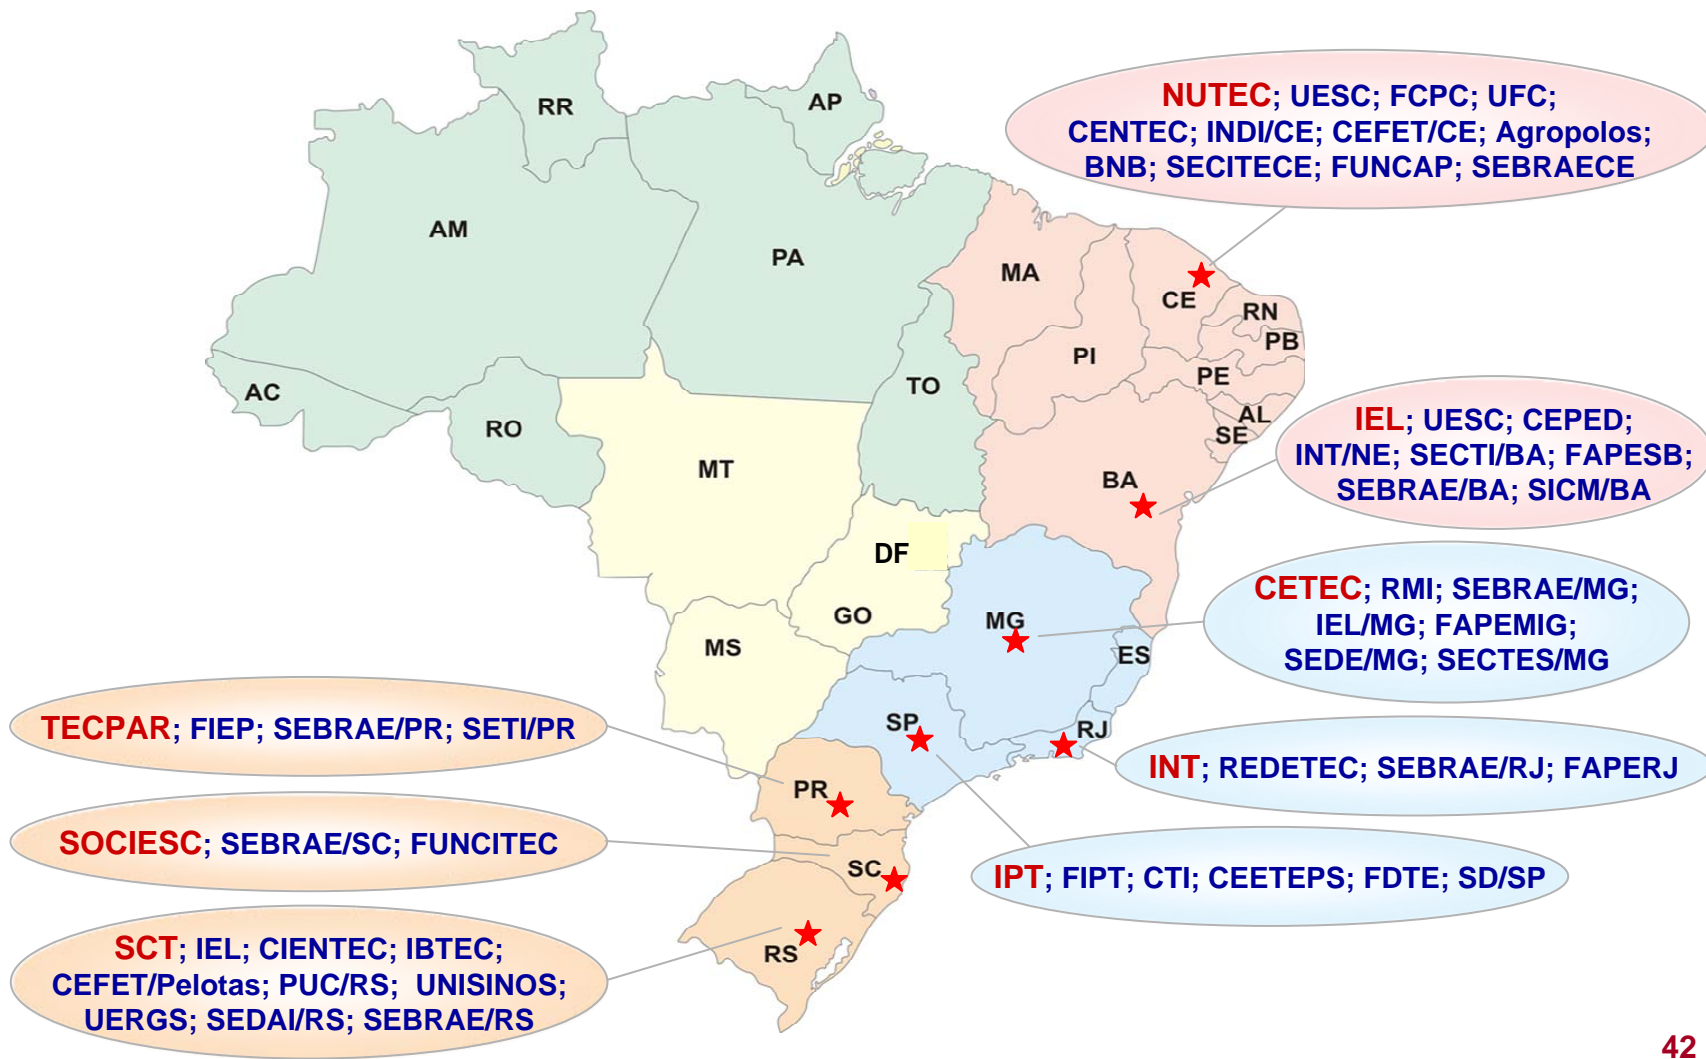 RR
AP
AM
PA
MA
CE
RN
PB
PI
PE
AL
SE
AC
RO
TO
MT
BA
DF
GO
MG
ES
MS
SP
RJ
PR
SC
RS
NUTEC; UESC; FCPC; UFC;
CENTEC; INDI/CE; CEFET/CE; Agropolos;
BNB; SECITECE; FUNCAP; SEBRAECE
IEL; UESC; CEPED;
INT/NE; SECTI/BA; FAPESB;
SEBRAE/BA; SICM/BA
CETEC; RMI; SEBRAE/MG;
IEL/MG; FAPEMIG;
SEDE/MG; SECTES/MG
INT; REDETEC; SEBRAE/RJ; FAPERJ
IPT; FIPT; CTI; CEETEPS; FDTE; SD/SP
TECPAR; FIEP; SEBRAE/PR; SETI/PR
SOCIESC; SEBRAE/SC; FUNCITEC
SCT; IEL; CIENTEC; IBTEC;
CEFET/Pelotas; PUC/RS; UNISINOS;
UERGS; SEDAI/RS; SEBRAE/RS
42